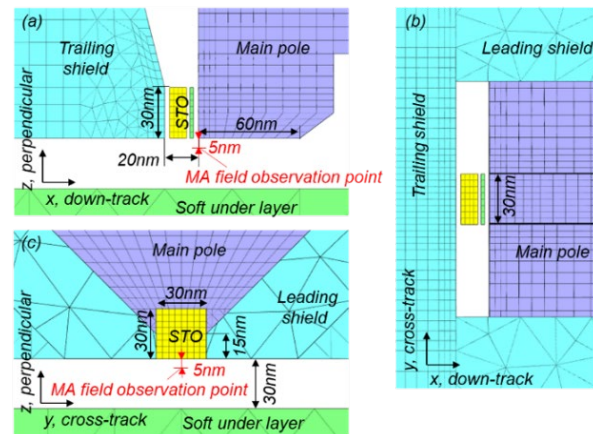 (a)
Trailing
shield
Main pole
STO
30nm
60nm
5nm
20nm
MA field observation point
z, perpendicular
x, down-track
Soft under layer
(b)
Leading shield
Trailing shield
30nm
Main pole
y, cross-track
x, down-track
(c)
Main pole
30nm
Leading
shield
30nm
STO
15nm
5nm
MA field observation point
30nm
z, perpendicular
y, cross-track
Soft under layer